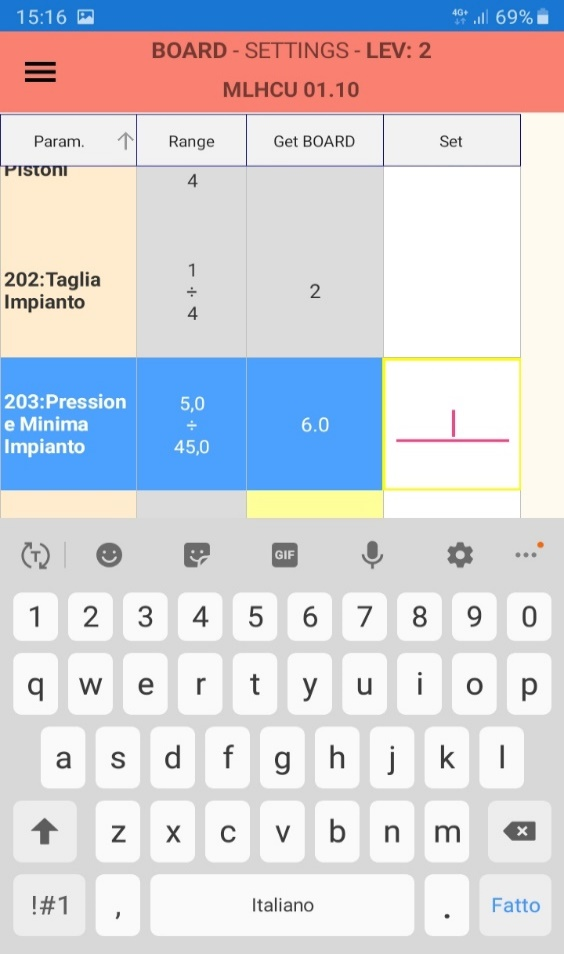 15:16
4G+ 69%
BOARD - SETTINGS - LEV: 2
MLHCU 01.10
Param. Range Get BOARD Set
Pistoni
4
202:Taglia
Impianto
1
÷
4
2
203:Pression
e Minima
Impianto
5,0
÷
45,0
6.0
GIF
1 2 3 4 5 6 7 8 9 0
q w e r t y u i o p
a s d f g h j k l
z x c v b n m
!#1 , Italiano . Fatto